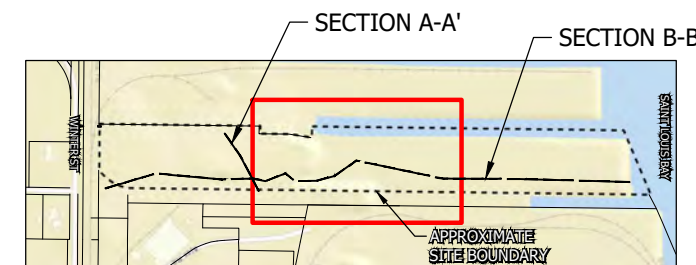 SECTION A-A'
SECTION B-B
WINTER ST
SAINT LOUIS BAY
APPROXIMATE
SITE BOUNDARY